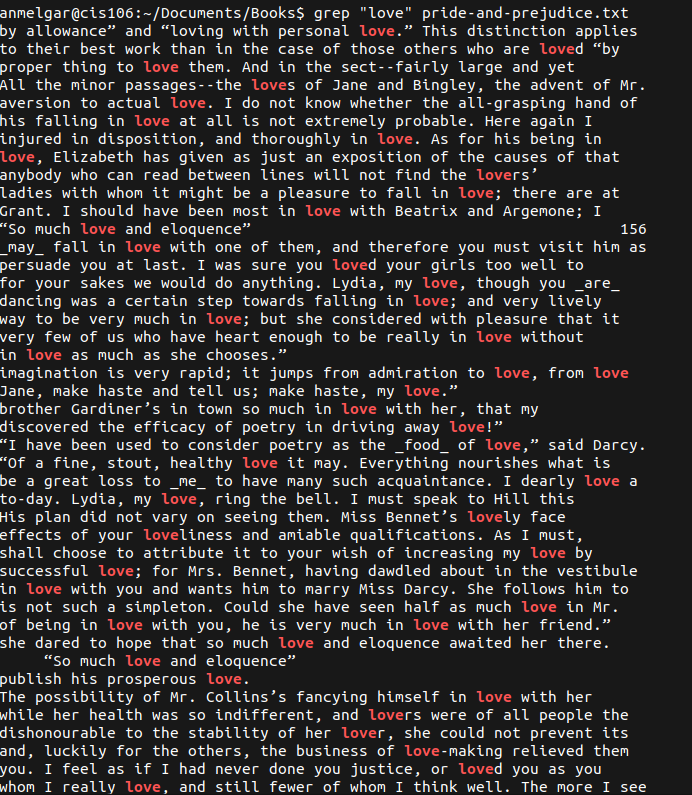 anmelgar@cis106:~/Documents/Books$ grep "love" pride-and-prejudice.txt
by allowance” and “loving with personal love.” This distinction applies
to their best work than in the case of those others who are loved “by
proper thing to love them. And in the sect--fairly large and yet
All the minor passages--the loves of Jane and Bingley, the advent of Mr.
aversion to actual love. I do not know whether the all-grasping hand of
his falling in love at all is not extremely probable. Here again I
injured in disposition, and thoroughly in love. As for his being in
love, Elizabeth has given as just an exposition of the causes of that
anybody who can read between lines will not find the lovers’
ladies with whom it might be a pleasure to fall in love; there are at
Grant. I should have been most in love with Beatrix and Argemone; I
“So much love and eloquence” 156
_may_ fall in love with one of them, and therefore you must visit him as
persuade you at last. I was sure you loved your girls too well to
for your sakes we would do anything. Lydia, my love, though you _are_
dancing was a certain step towards falling in love; and very lively
way to be very much in love; but she considered with pleasure that it
very few of us who have heart enough to be really in love without
in love as much as she chooses.”
imagination is very rapid; it jumps from admiration to love, from love
Jane, make haste and tell us; make haste, my love.”
brother Gardiner’s in town so much in love with her, that my
discovered the efficacy of poetry in driving away love!”
“I have been used to consider poetry as the _food_ of love,” said Darcy.
“Of a fine, stout, healthy love it may. Everything nourishes what is
be a great loss to _me_ to have many such acquaintance. I dearly love a
to-day. Lydia, my love, ring the bell. I must speak to Hill this
His plan did not vary on seeing them. Miss Bennet’s lovely face
effects of your loveliness and amiable qualifications. As I must,
shall choose to attribute it to your wish of increasing my love by
successful love; for Mrs. Bennet, having dawdled about in the vestibule
in love with you and wants him to marry Miss Darcy. She follows him to
is not such a simpleton. Could she have seen half as much love in Mr.
of being in love with you, he is very much in love with her friend.”
she dared to hope that so much love and eloquence awaited her there.
“So much love and eloquence”
publish his prosperous love.
The possibility of Mr. Collins’s fancying himself in love with her
while her health was so indifferent, and lovers were of all people the
dishonourable to the stability of her lover, she could not prevent its
and, luckily for the others, the business of love-making relieved them
you. I feel as if I had never done you justice, or loved you as you
whom I really love, and still fewer of whom I think well. The more I see